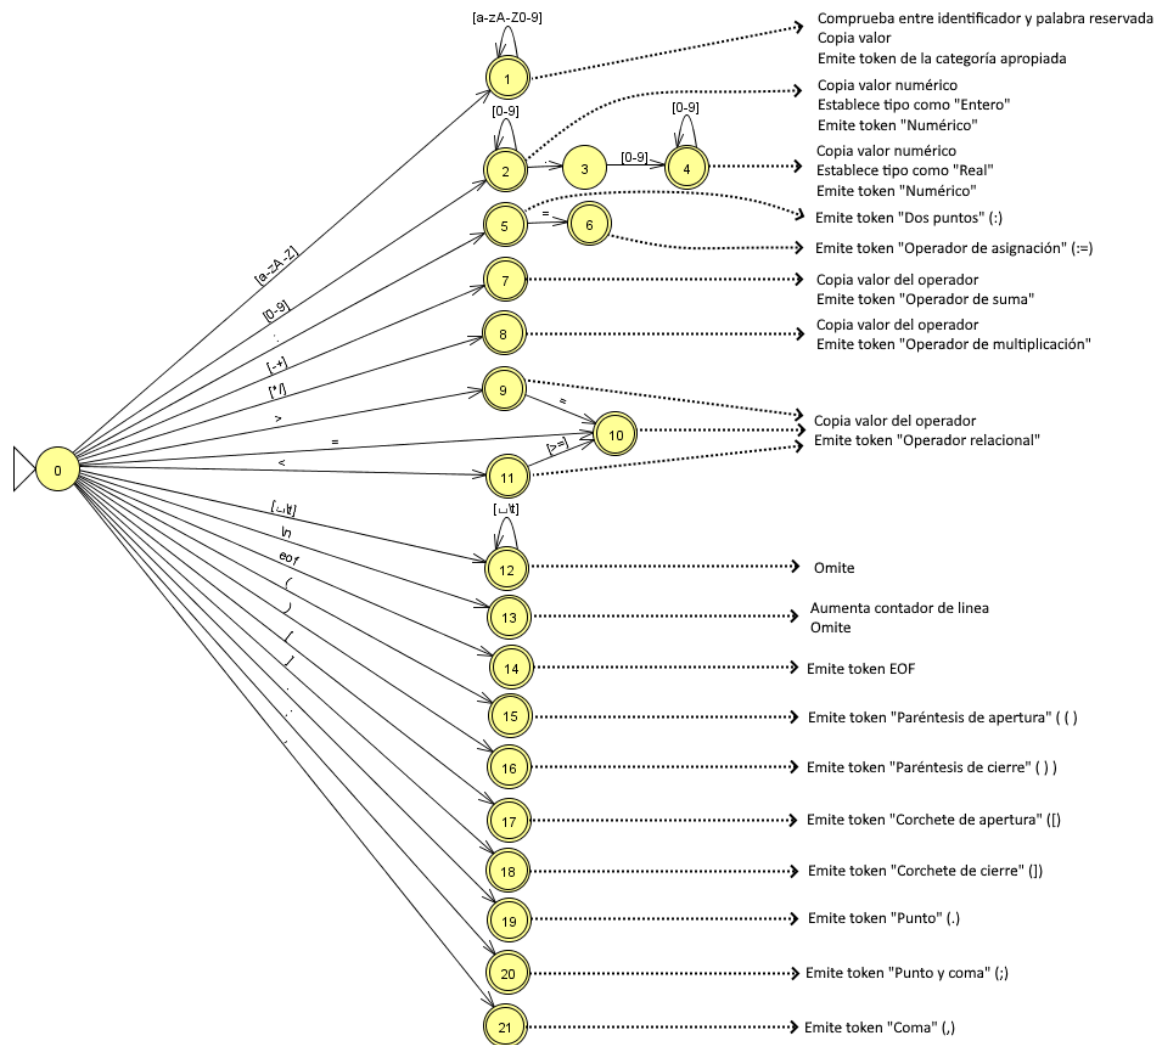 [a-zA-Z0-9]
1
Comprueba entre identificador y palabra reservada
Copia valor
Emite token de la categoría apropiada
[0-9]
2
.
3
[0-9]
[0-9]
4
Copia valor numérico
Establece tipo como "Entero"
Emite token "Numérico"
Copia valor numérico
Establece tipo como "Real"
Emite token "Numérico"
5
=
6
Emite token "Dos puntos" (:)
Emite token "Operador de asignación" (:=)
[a-zA-Z]
[0-9]
:
7
Copia valor del operador
Emite token "Operador de suma"
[-+]
8
Copia valor del operador
Emite token "Operador de multiplicación"
[*/]
9
>
=
10
Copia valor del operador
Emite token "Operador relacional"
=
[>=]
0
<
11
[␣\t]
[␣\t]
12
Omite
\n
13
Aumenta contador de linea
Omite
eof
14
Emite token EOF
(
15
Emite token "Paréntesis de apertura" ( ( )
)
16
Emite token "Paréntesis de cierre" ( ) )
[
17
Emite token "Corchete de apertura" ([)
]
18
Emite token "Corchete de cierre" (])
.
19
Emite token "Punto" (.)
;
20
Emite token "Punto y coma" (;)
,
21
Emite token "Coma" (,)